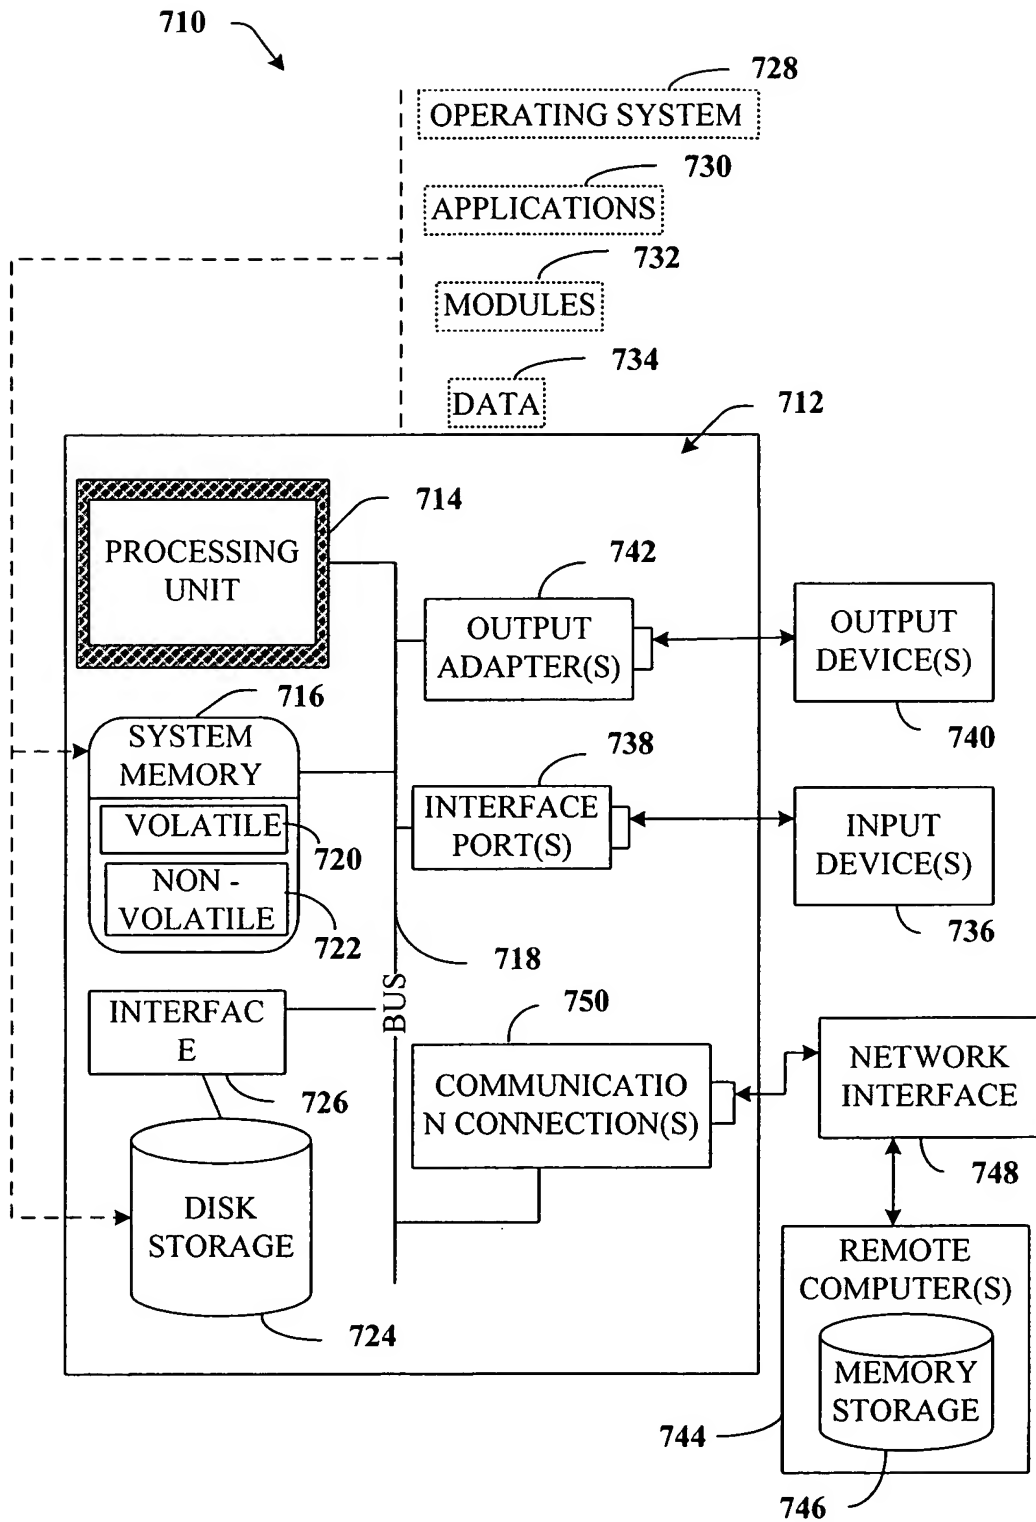 710
728
OPERATING SYSTEM
730
APPLICATIONS
732
MODULES
734
DATA
712
714
PROCESSING
UNIT
742
OUTPUT
ADAPTER(S)
OUTPUT
DEVICE(S)
740
716
SYSTEM
MEMORY
738
INTERFACE
PORT(S)
INPUT
DEVICE(S)
736
VOLATILE
720
NON -
VOLATILE
722
718
BUS
750
INTERFAC
E
726
COMMUNICATIO
N CONNECTION(S)
NETWORK
INTERFACE
748
DISK
STORAGE
724
REMOTE
COMPUTER(S)
MEMORY
STORAGE
744
746